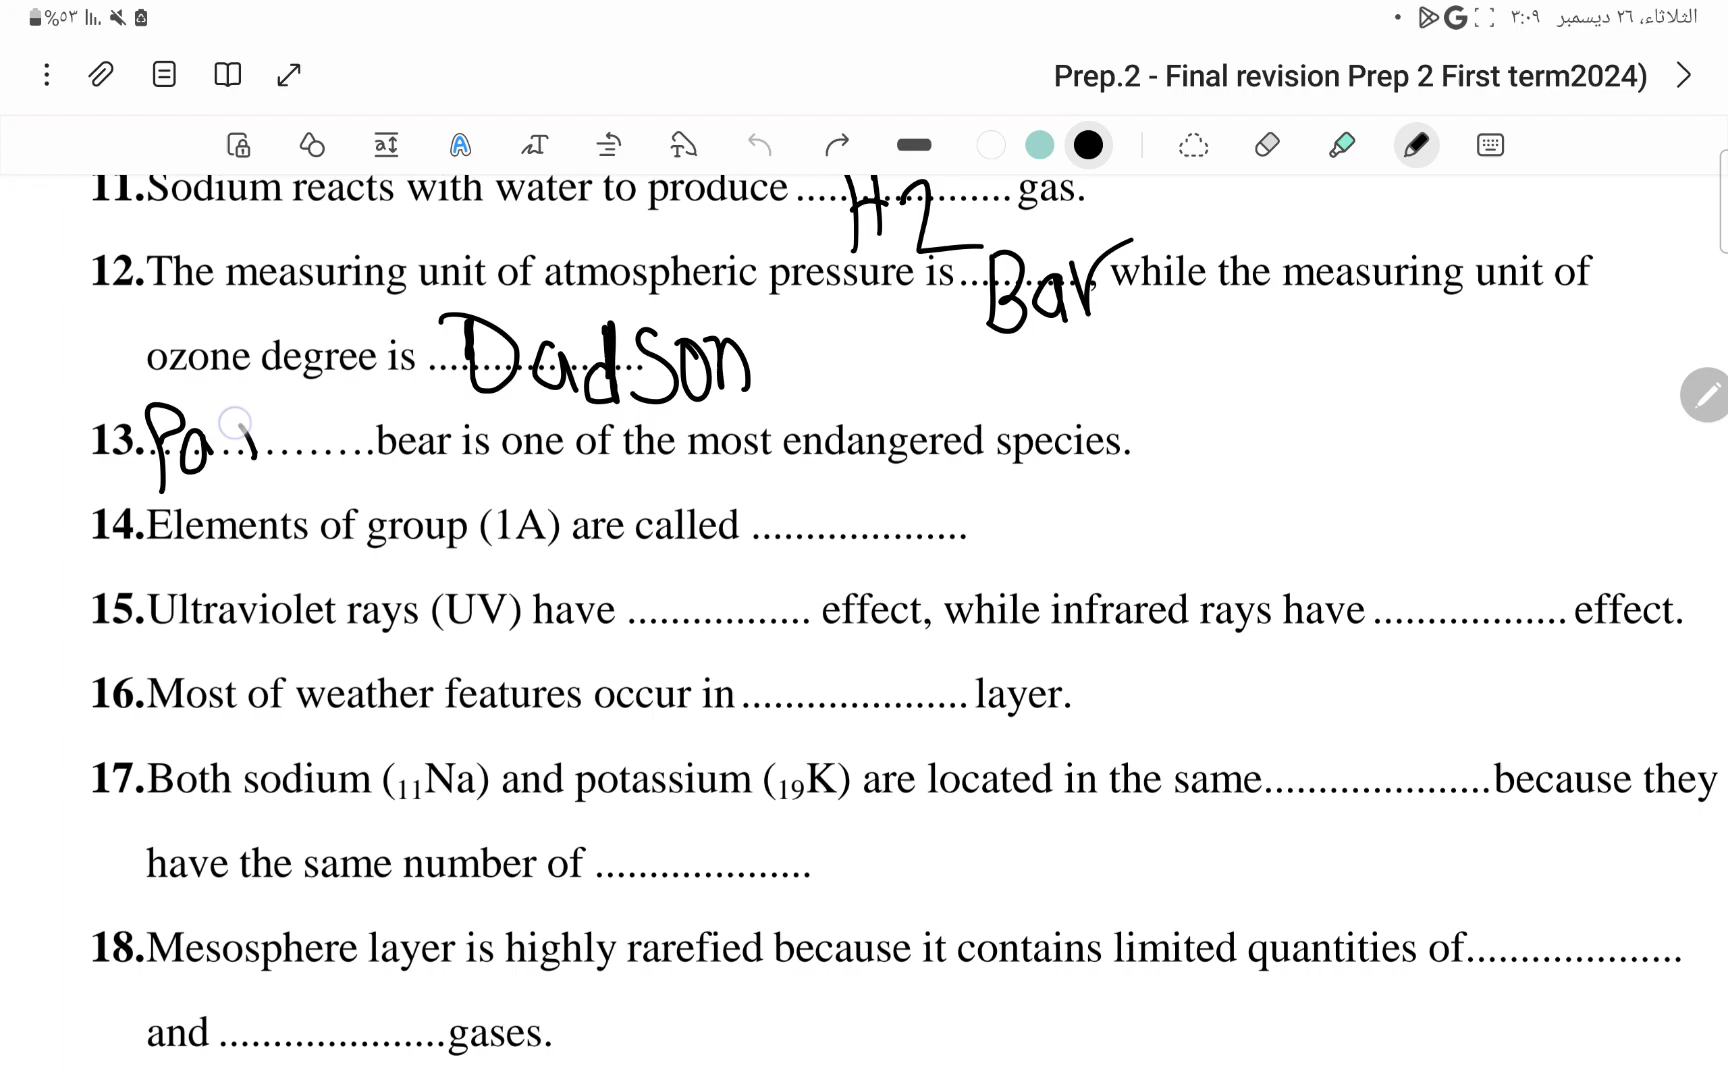 %٥٣
٣:٠٩ الثلاثاء، ٢٦ ديسمبر
Prep.2 - Final revision Prep 2 First term2024)
11.Sodium reacts with water to produce ..... H2 ....... gas.
12.The measuring unit of atmospheric pressure is... Bar, while the measuring unit of
ozone degree is .... Dadson
13. Pan ........bear is one of the most endangered species.
14.Elements of group (1A) are called ....................
15.Ultraviolet rays (UV) have ................. effect, while infrared rays have .................. effect.
16.Most of weather features occur in ..................... layer.
17.Both sodium (₁₁Na) and potassium (₁₉K) are located in the same.....................because they
have the same number of ....................
18.Mesosphere layer is highly rarefied because it contains limited quantities of....................
and .....................gases.